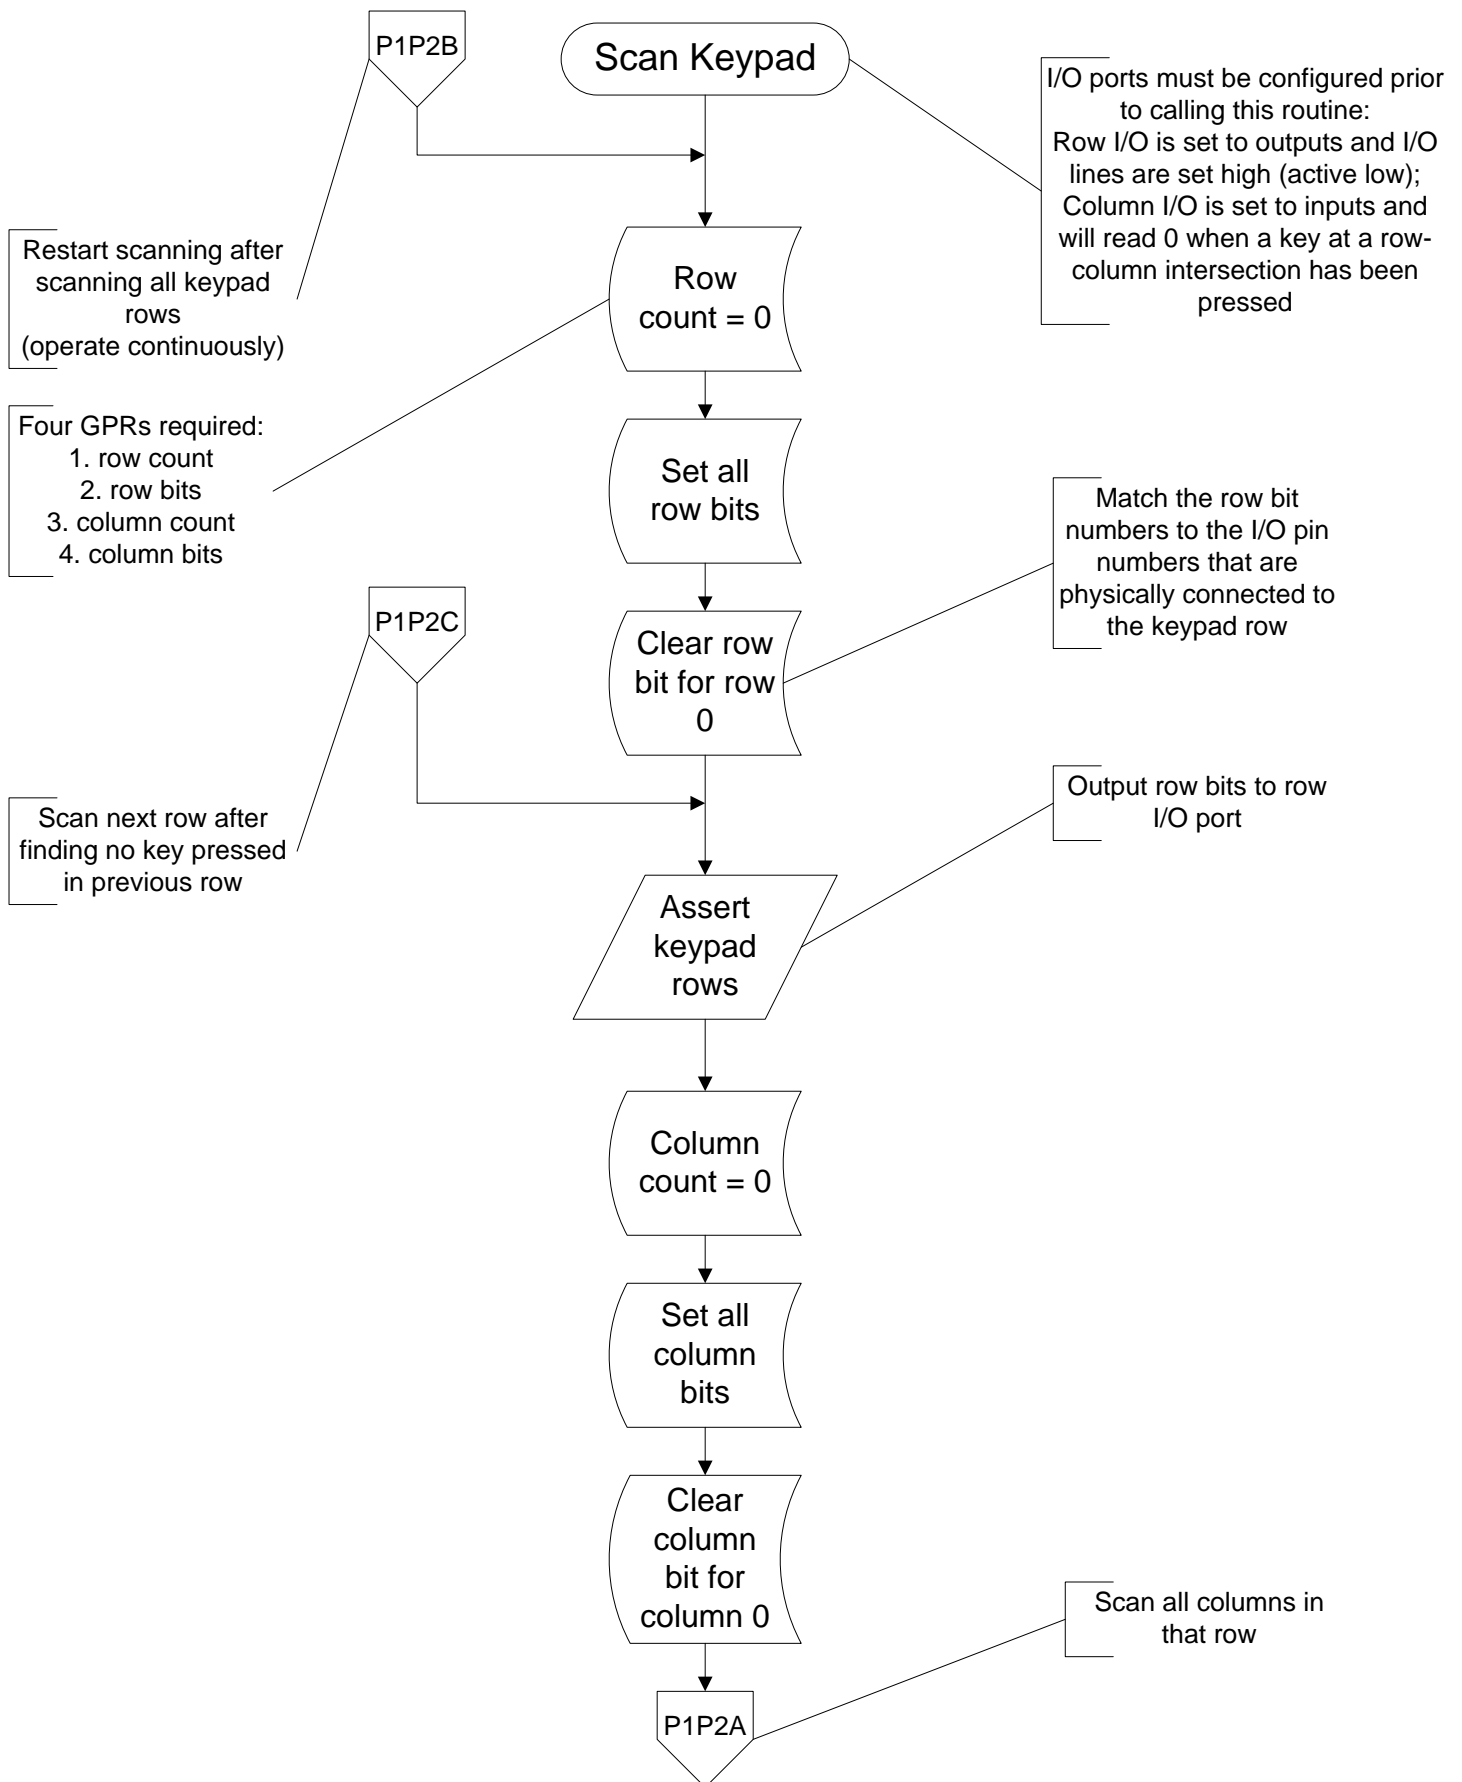 P1P2B
Scan Keypad
I/O ports must be configured prior
to calling this routine:
Row I/O is set to outputs and I/O
lines are set high (active low);
Column I/O is set to inputs and
will read 0 when a key at a row-
column intersection has been
pressed
Restart scanning after
scanning all keypad
rows
(operate continuously)
Row
count = 0
Four GPRs required:
1. row count
2. row bits
3. column count
4. column bits
Set all
row bits
Match the row bit
numbers to the I/O pin
numbers that are
physically connected to
the keypad row
P1P2C
Clear row
bit for row
0
Scan next row after
finding no key pressed
in previous row
Output row bits to row
I/O port
Assert
keypad
rows
Column
count = 0
Set all
column
bits
Clear
column
bit for
column 0
Scan all columns in
that row
P1P2A